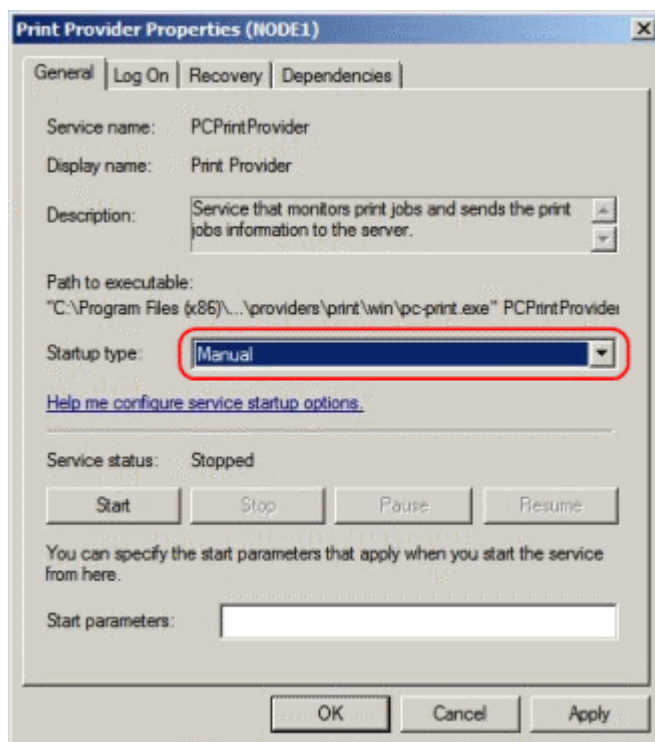 Print Provider Properties (NODE1)
General Log On Recovery Dependencies
Service name: PCPrintProvider
Display name: Print Provider
Description: Service that monitors print jobs and sends the print
jobs information to the server.
Path to executable:
"C:\Program Files (x86)\...\providers\print\win\pc-print.exe" PCPrintProvider
Startup type: Manual
Help me configure service startup options.
Service status: Stopped
Start Stop Pause Resume
You can specify the start parameters that apply when you start the service
from here.
Start parameters:
OK Cancel Apply